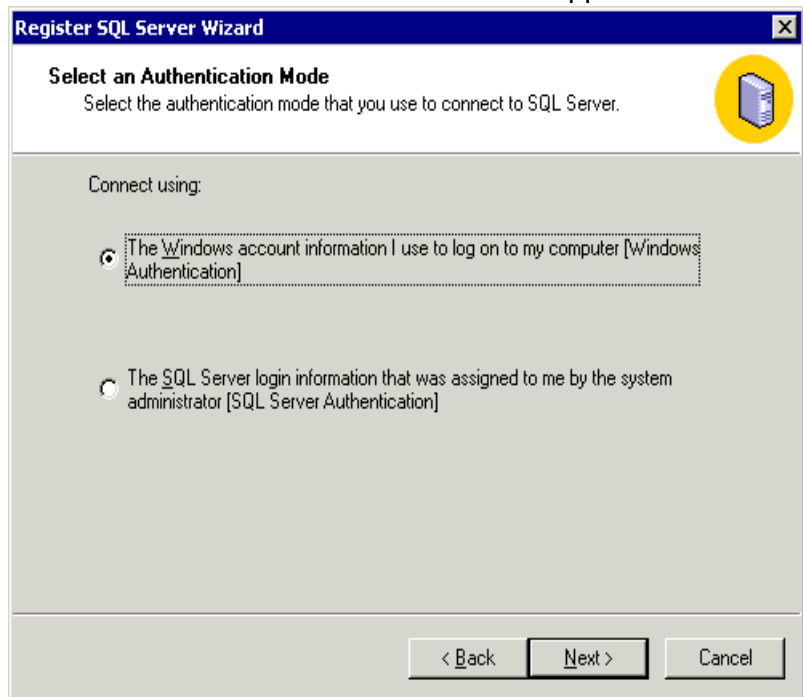 Register SQL Server Wizard
Select an Authentication Mode
Select the authentication mode that you use to connect to SQL Server.
Connect using:
The Windows account information I use to log on to my computer [Windows
Authentication]
The SQL Server login information that was assigned to me by the system
administrator [SQL Server Authentication]
< Back Next > Cancel